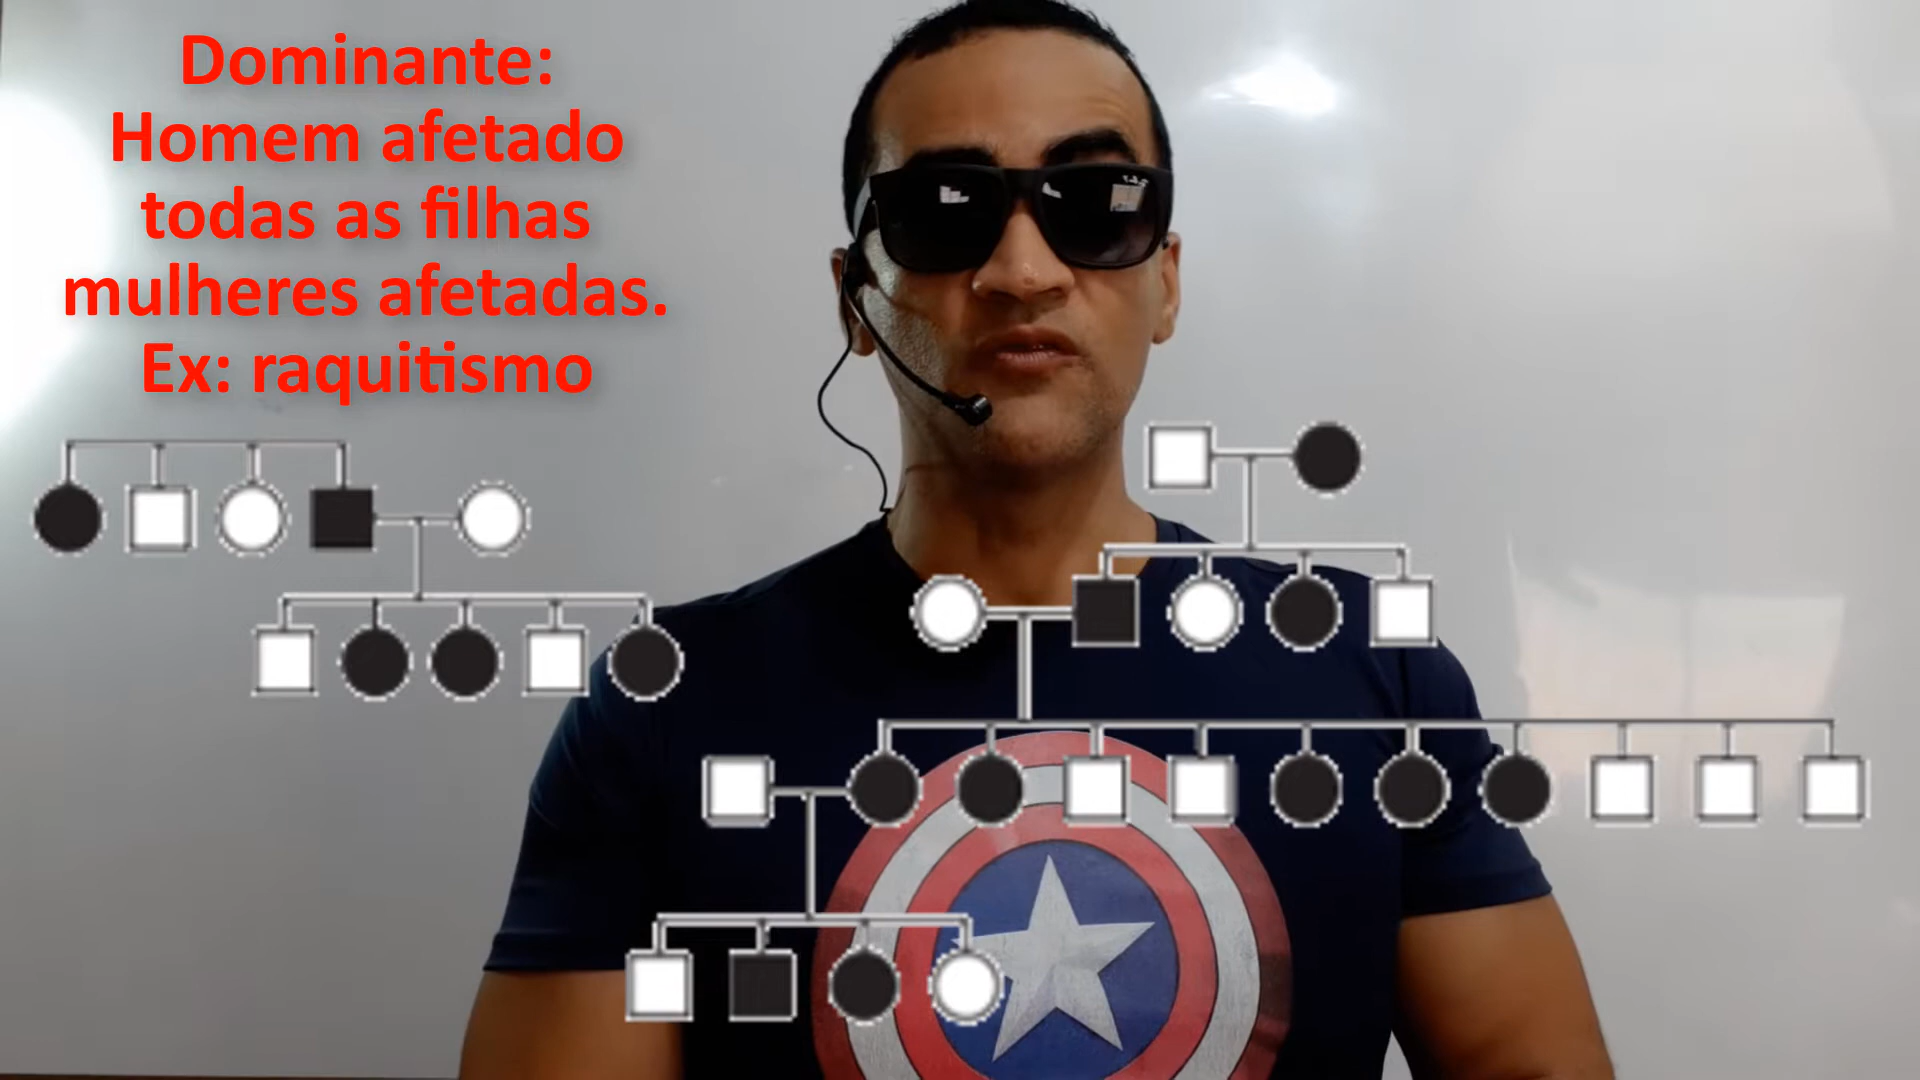 Dominante:
Homem afetado
todas as filhas
mulheres afetadas.
Ex: raquitismo